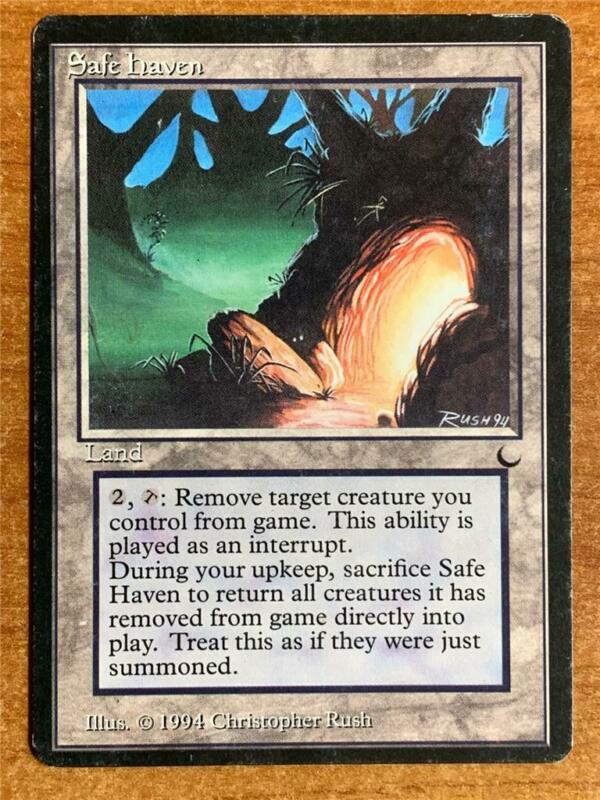 Safe Haven
RUSH 94
Land
2, T: Remove target creature you
control from game. This ability is
played as an interrupt.
During your upkeep, sacrifice Safe
Haven to return all creatures it has
removed from game directly into
play. Treat this as if they were just
summoned.
Illus. © 1994 Christopher Rush